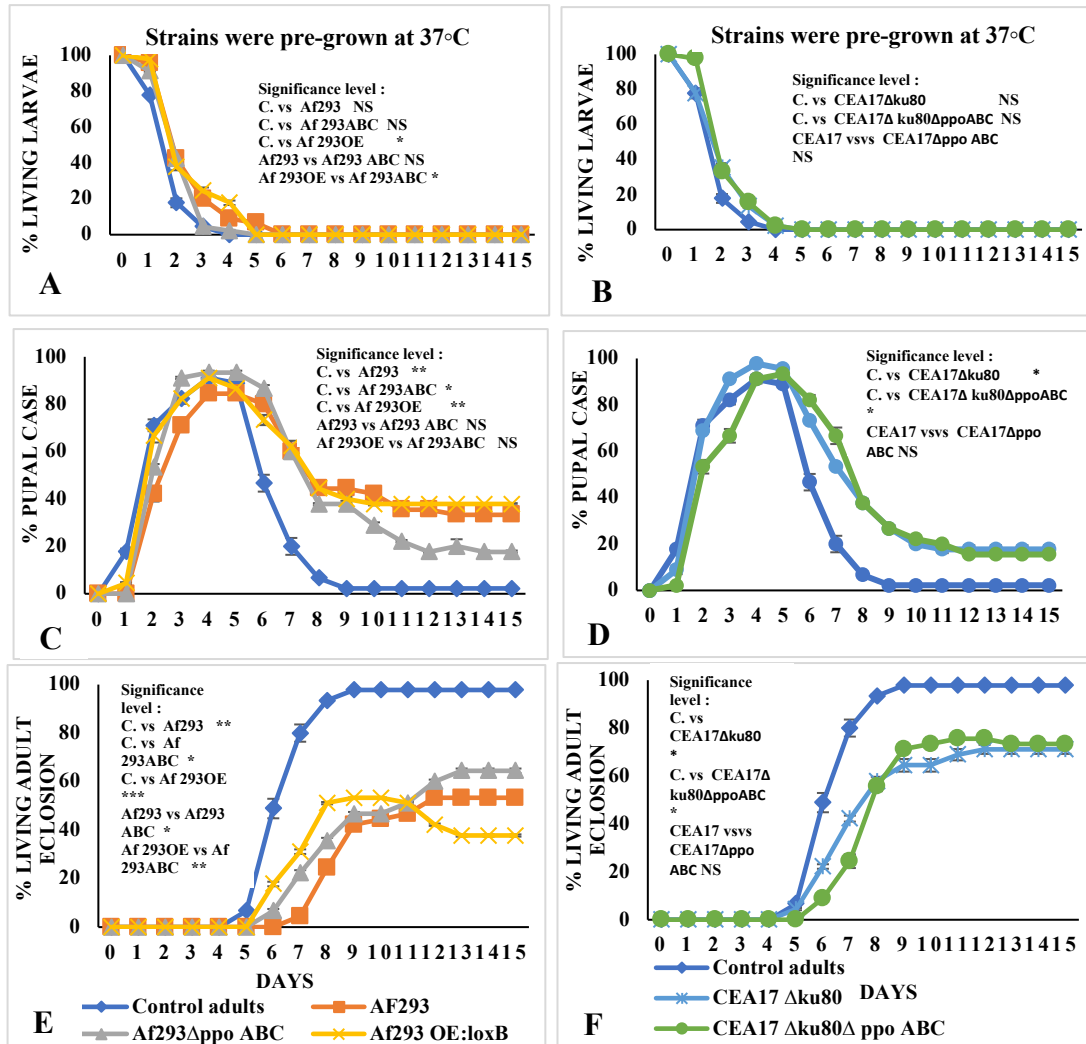 Strains were pre-grown at 37◦C
% LIVING LARVAE
100
80
60
40
20
0
Significance level :
C. vs Af293 NS
C. vs Af 293ABC NS
C. vs Af 293OE *
Af293 vs Af293 ABC NS
Af 293OE vs Af 293ABC *
0 1 2 3 4 5 6 7 8 9 10 11 12 13 14 15
A
Strains were pre-grown at 37◦C
% LIVING LARVAE
100
80
60
40
20
0
Significance level :
C. vs CEA17Δku80 NS
C. vs CEA17Δ ku80ΔppoABC NS
CEA17 vsvs CEA17Δppo ABC
NS
0 1 2 3 4 5 6 7 8 9 10 11 12 13 14 15
B
% PUPAL CASE
100
80
60
40
20
0
Significance level :
C. vs Af293 **
C. vs Af 293ABC *
C. vs Af 293OE **
Af293 vs Af293 ABC NS
Af 293OE vs Af 293ABC NS
0 1 2 3 4 5 6 7 8 9 10 11 12 13 14 15
C
% PUPAL CASE
100
80
60
40
20
0
Significance level :
C. vs CEA17Δku80 *
C. vs CEA17Δ ku80ΔppoABC
*
CEA17 vsvs CEA17Δppo
ABC NS
0 1 2 3 4 5 6 7 8 9 10 11 12 13 14 15
D
% LIVING ADULT
ECLOSION
100
80
60
40
20
0
Significance
level :
C. vs Af293 **
C. vs Af
293ABC *
C. vs Af 293OE
***
Af293 vs Af293
ABC *
Af 293OE vs Af
293ABC **
0 1 2 3 4 5 6 7 8 9 10 11 12 13 14 15
DAYS
E
Control adults
AF293
Af293Δppo ABC
Af293 OE:loxB
% LIVING ADULT
ECLOSION
100
80
60
40
20
0
Significance
level :
C. vs
CEA17Δku80
*
C. vs CEA17Δ
ku80ΔppoABC
*
CEA17 vsvs
CEA17Δppo
ABC NS
0 1 2 3 4 5 6 7 8 9 10 11 12 13 14 15
F
Control adults
CEA17 Δku80 DAYS
CEA17 Δku80Δ ppo ABC